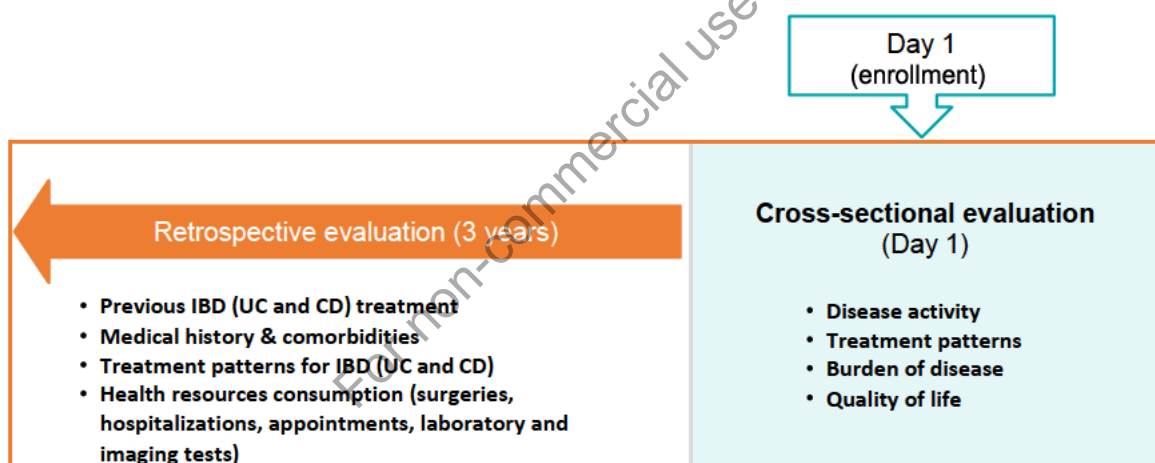 Day 1
(enrollment)
Retrospective evaluation (3 years)
• Previous IBD (UC and CD) treatment
• Medical history & comorbidities
• Treatment patterns for IBD (UC and CD)
• Health resources consumption (surgeries,
hospitalizations, appointments, laboratory and
imaging tests)
Cross-sectional evaluation
(Day 1)
• Disease activity
• Treatment patterns
• Burden of disease
• Quality of life
For non-commercial use